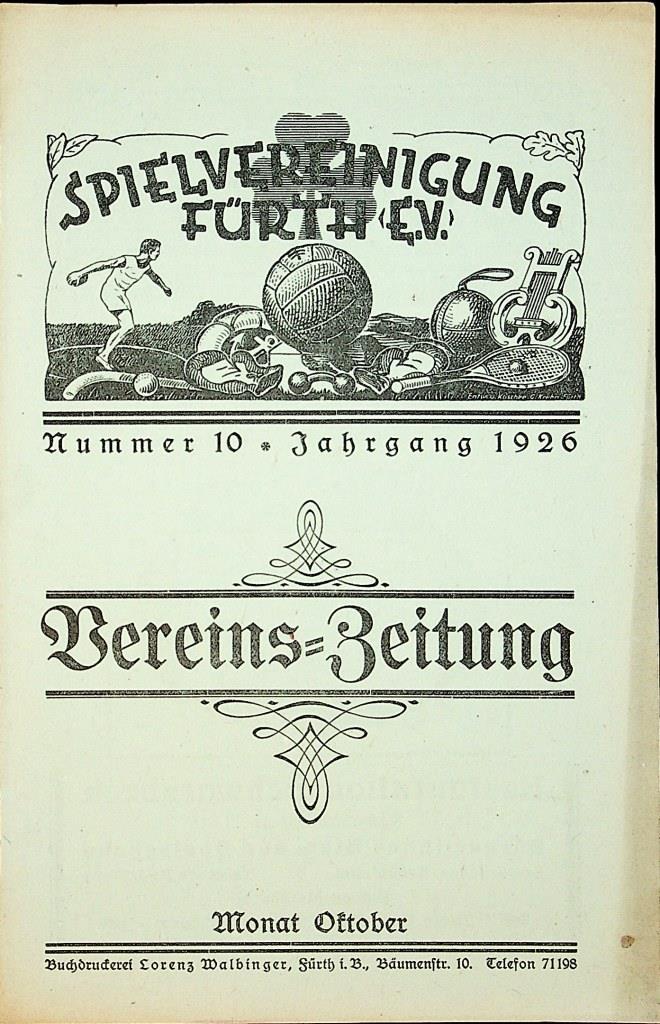 SPIELVEREINIGUNG
FÜRTH (E.V.)
Nummer 10 * Jahrgang 1926
Vereins=Zeitung
Monat Oktober
Buchdruckerei Lorenz Walbinger, Fürth i. B., Bäumenstr. 10. Telefon 71198